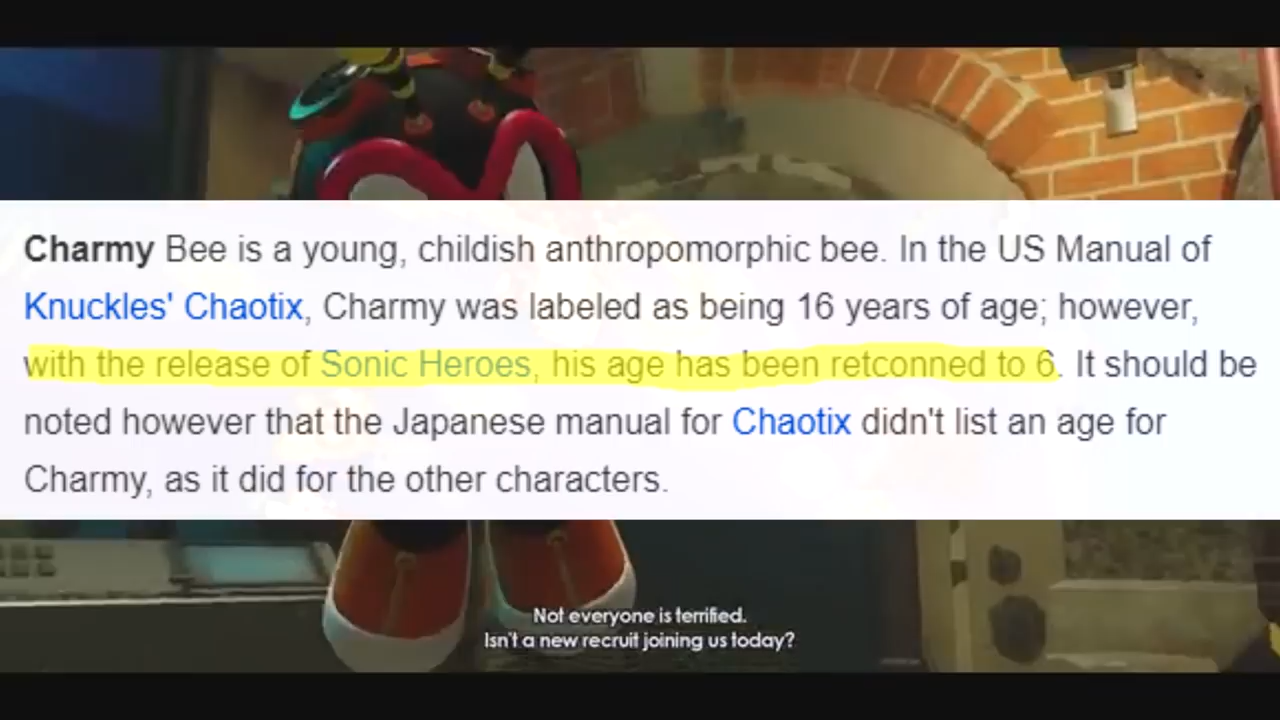 Charmy Bee is a young, childish anthropomorphic bee. In the US Manual of
Knuckles' Chaotix, Charmy was labeled as being 16 years of age; however,
with the release of Sonic Heroes, his age has been retconned to 6. It should be
noted however that the Japanese manual for Chaotix didn't list an age for
Charmy, as it did for the other characters.
Not everyone is terrified.
Isn't a new recruit joining us today?